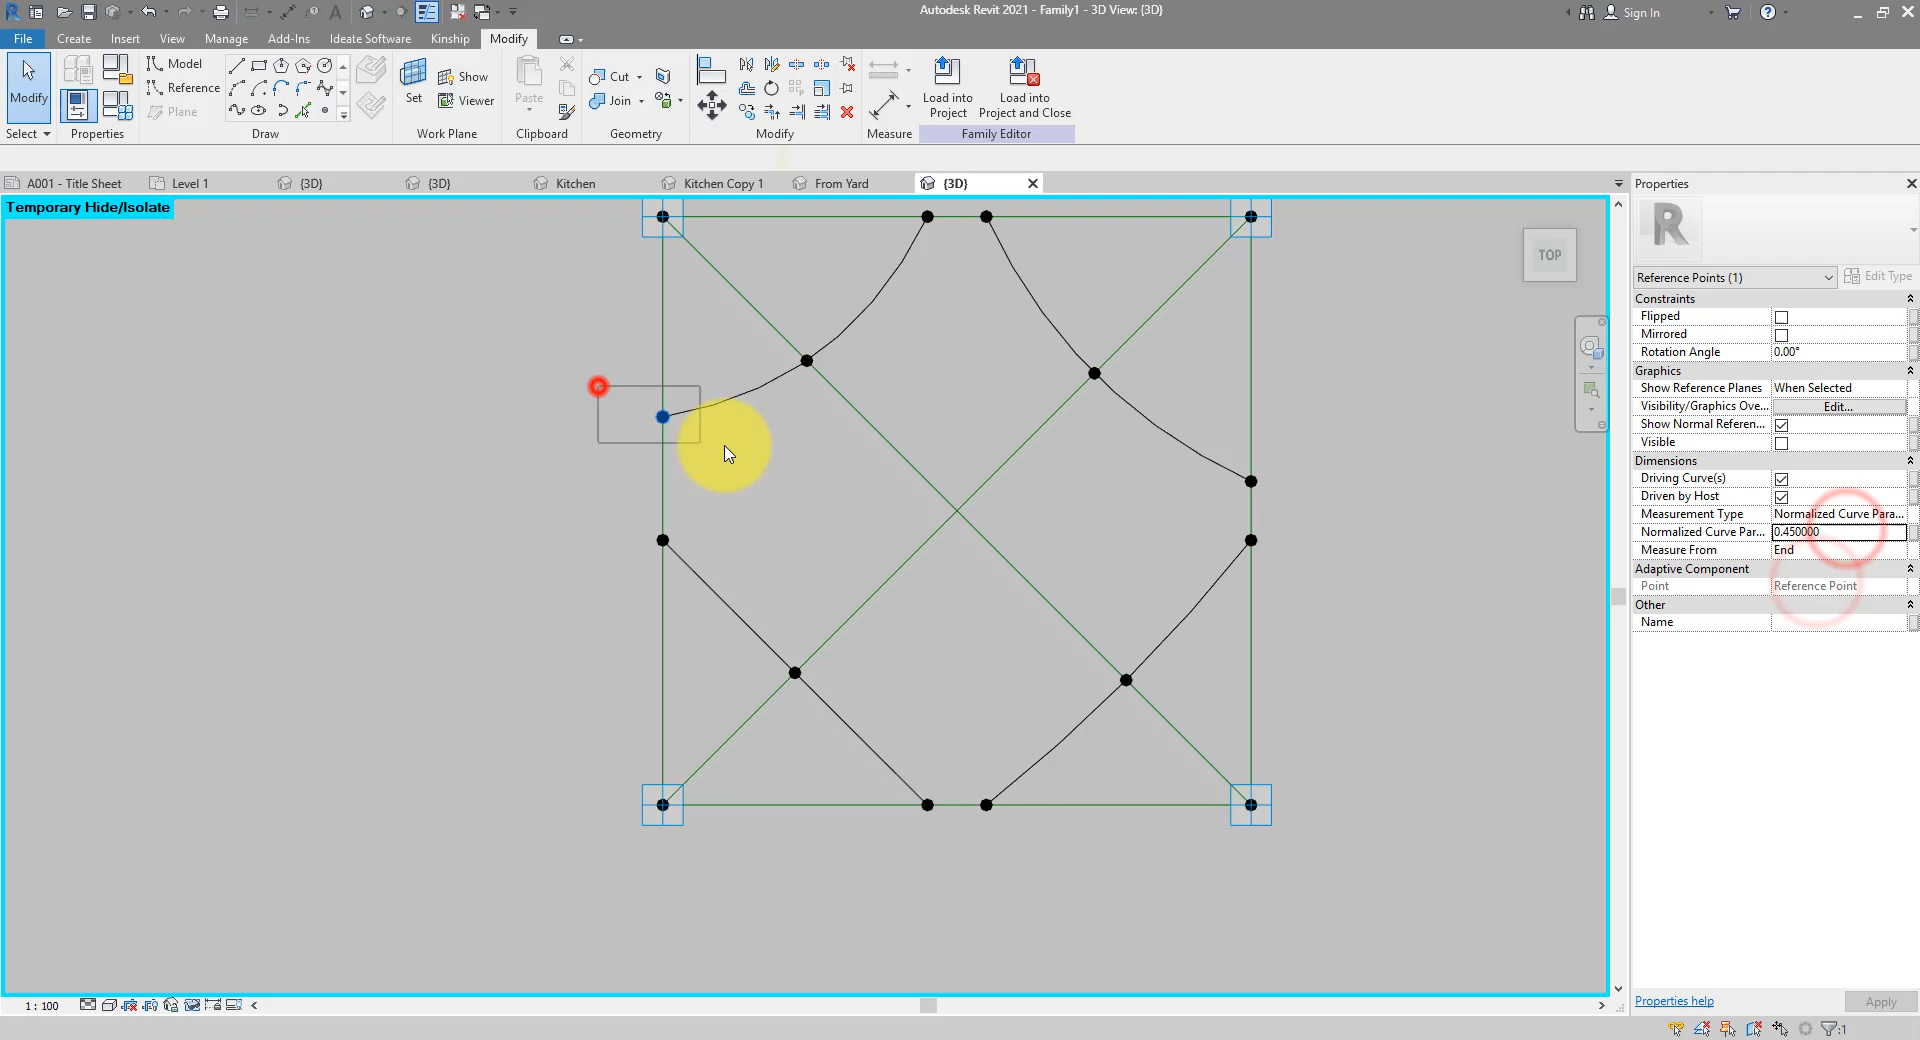 Autodesk Revit 2021 - Family1 - 3D View: {3D}
Sign In
File Create Insert View Manage Add-Ins Ideate Software Kinship Modify
Modify
Select
Properties
Model
Reference
Plane
Draw
Set
Show
Viewer
Work Plane
Paste
Clipboard
Cut
Join
Geometry
Modify
Measure
Load into
Project
Load into
Project and Close
Family Editor
A001 - Title Sheet
Level 1
{3D}
{3D}
Kitchen
Kitchen Copy 1
From Yard
{3D}
Temporary Hide/Isolate
TOP
Properties
R
Reference Points (1)
Edit Type
Constraints
Flipped
Mirrored
Rotation Angle 0.00°
Graphics
Show Reference Planes When Selected
Visibility/Graphics Ove... Edit...
Show Normal Referen...
Visible
Dimensions
Driving Curve(s)
Driven by Host
Measurement Type Normalized Curve Para...
Normalized Curve Par... 0.450000
Measure From End
Adaptive Component
Point Reference Point
Other
Name
Properties help
Apply
1 : 100
:1